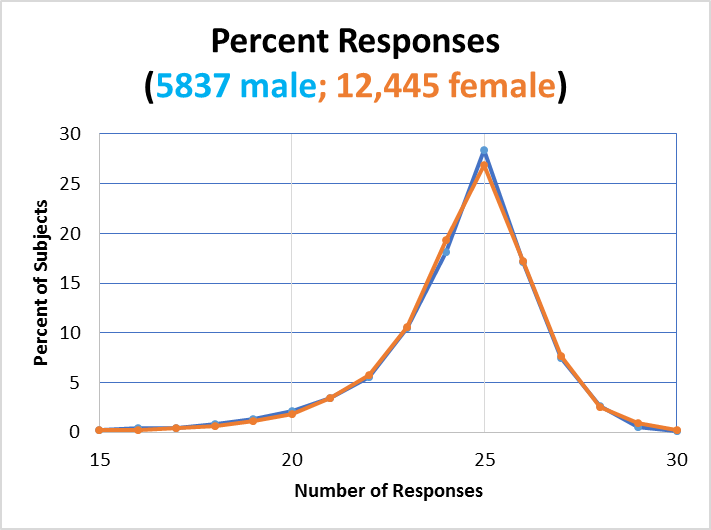 Percent Responses
(5837 male; 12,445 female)
30
25
20
15
10
5
0
Percent of Subjects
15 20 25 30
Number of Responses